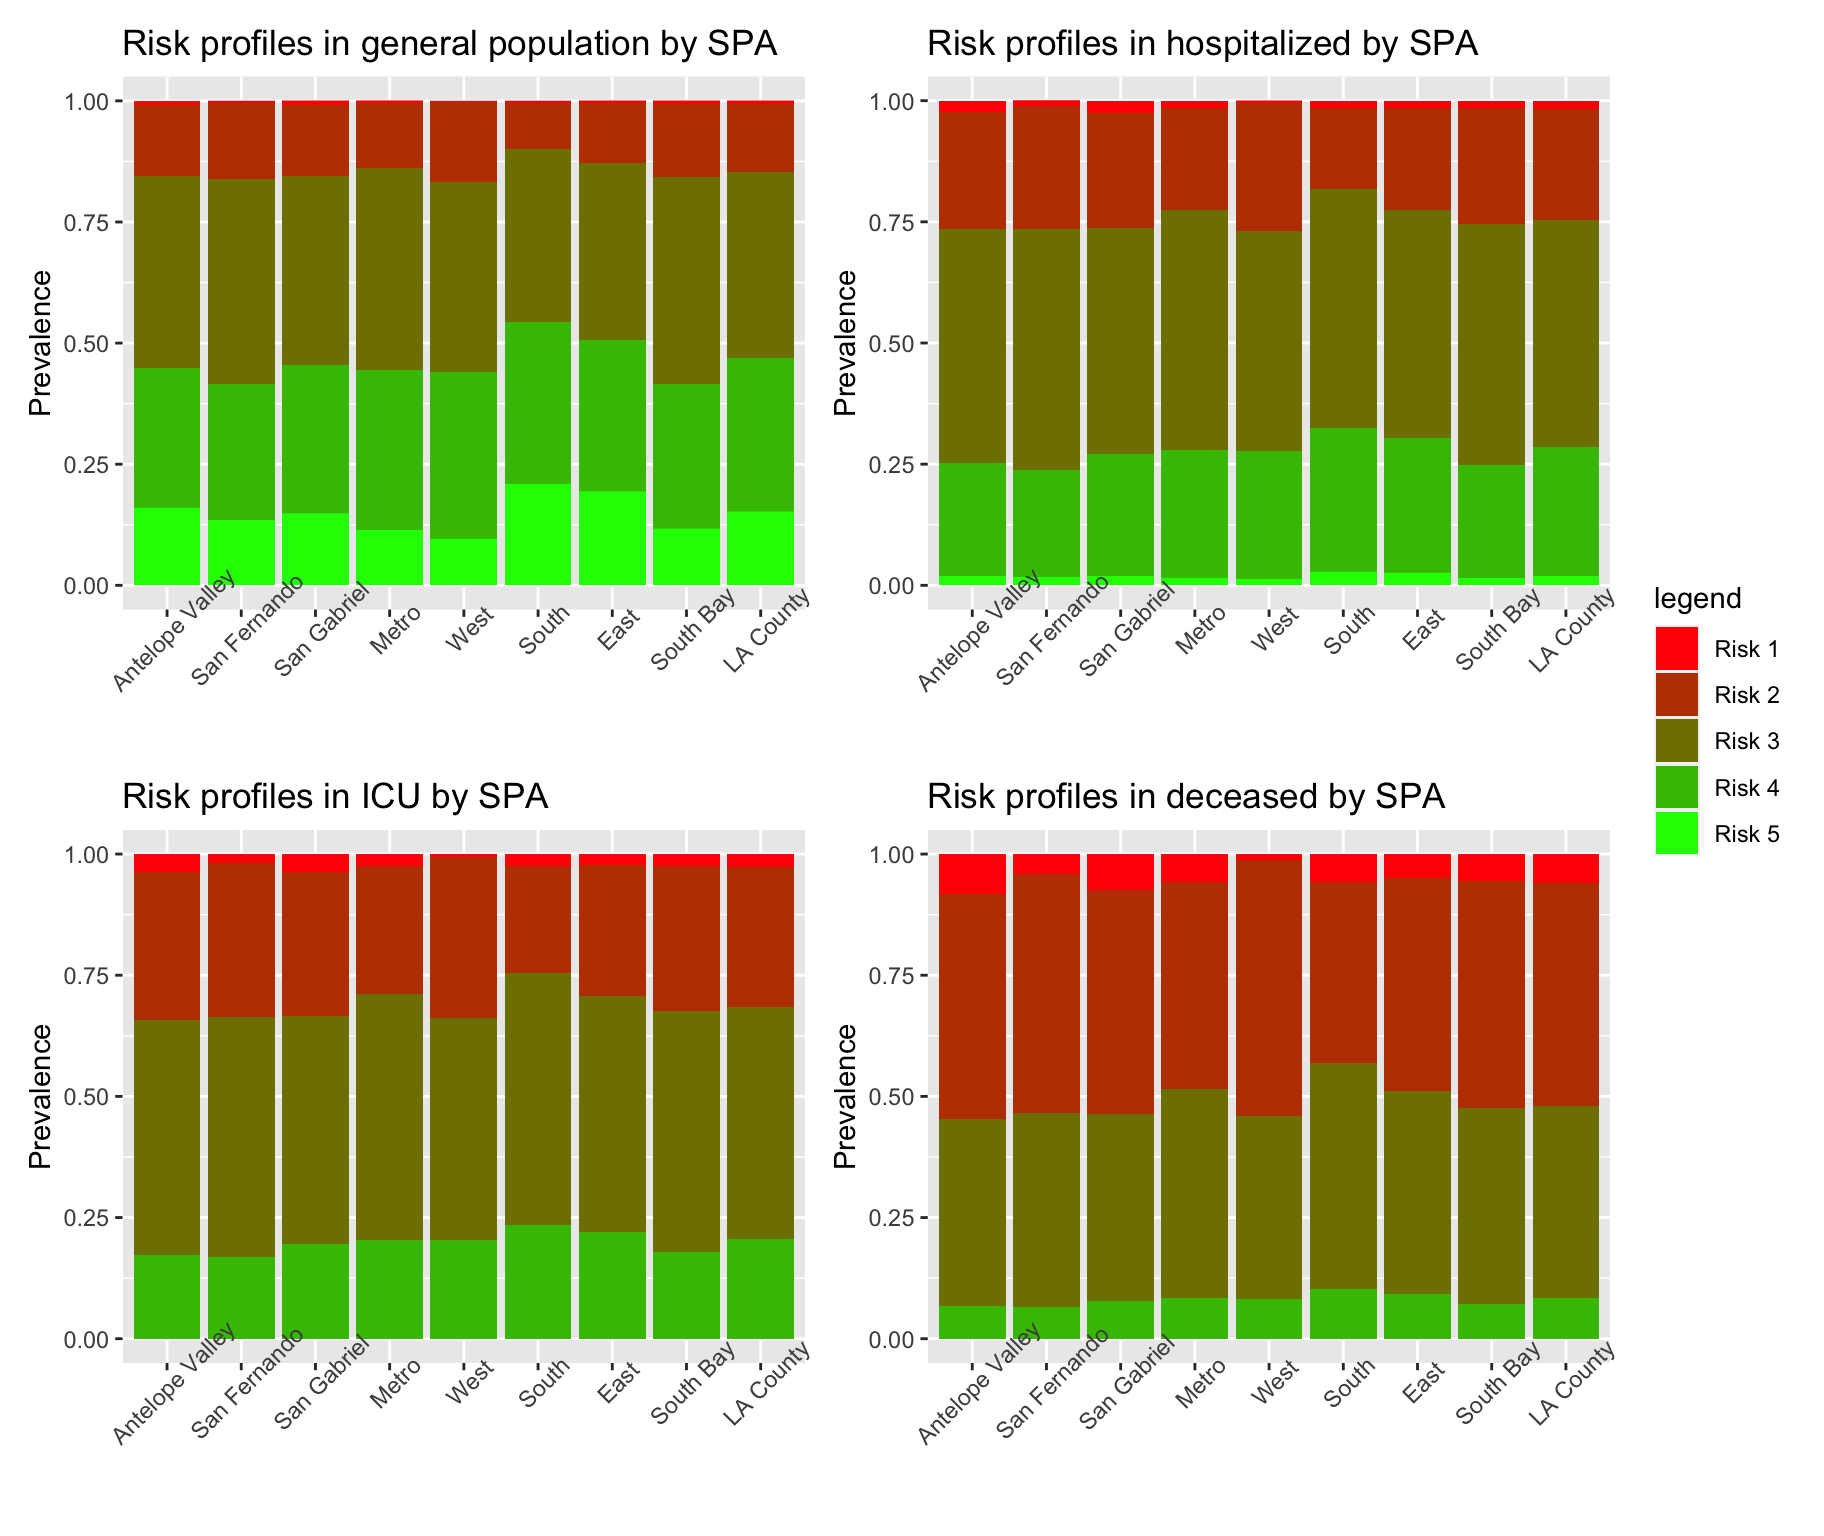 Risk profiles in general population by SPA
Prevalence
1.00
0.75
0.50
0.25
0.00
Antelope Valley
San Fernando
San Gabriel
Metro
West
South
East
South Bay
LA County
Risk profiles in hospitalized by SPA
Prevalence
1.00
0.75
0.50
0.25
0.00
Antelope Valley
San Fernando
San Gabriel
Metro
West
South
East
South Bay
LA County
legend
Risk 1
Risk 2
Risk 3
Risk 4
Risk 5
Risk profiles in ICU by SPA
Prevalence
1.00
0.75
0.50
0.25
0.00
Antelope Valley
San Fernando
San Gabriel
Metro
West
South
East
South Bay
LA County
Risk profiles in deceased by SPA
Prevalence
1.00
0.75
0.50
0.25
0.00
Antelope Valley
San Fernando
San Gabriel
Metro
West
South
East
South Bay
LA County